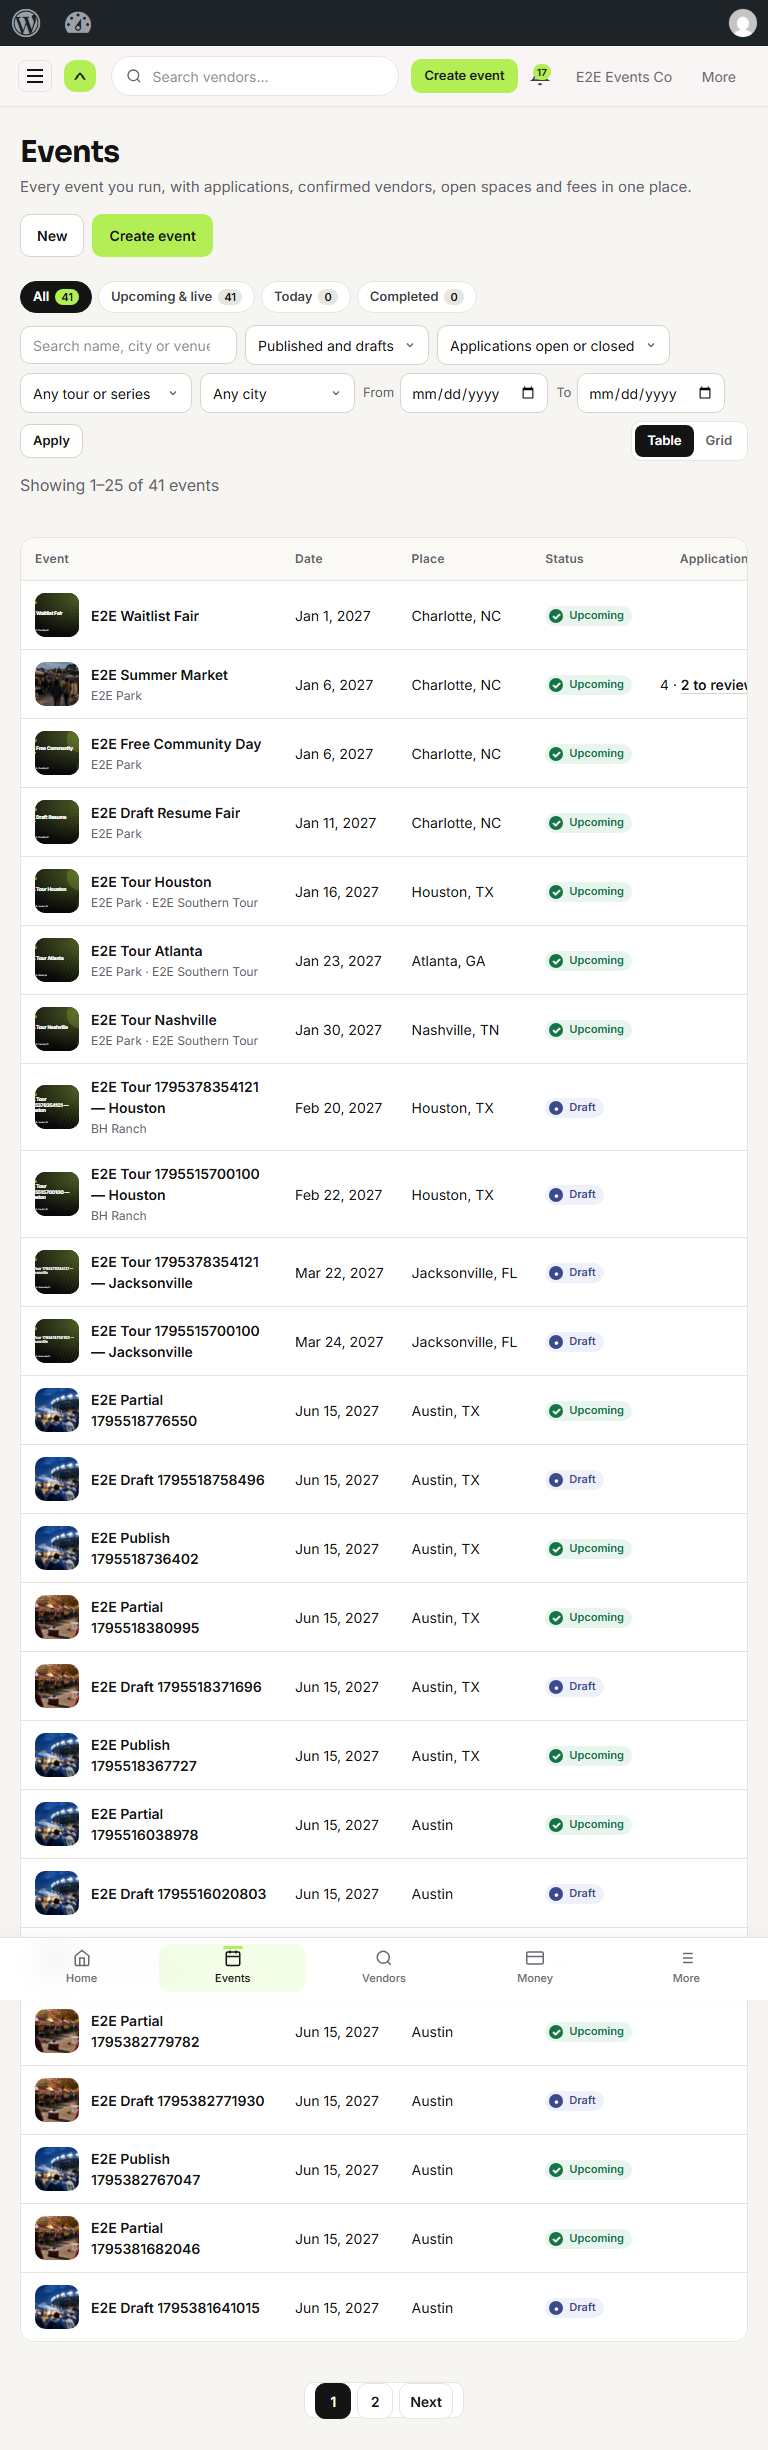 Search vendors...
Create event
17
E2E Events Co
More
Events
Every event you run, with applications, confirmed vendors, open spaces and fees in one place.
New
Create event
All 41
Upcoming & live 41
Today 0
Completed 0
Search name, city or venue
Published and drafts
Applications open or closed
Any tour or series
Any city
From mm/dd/yyyy
To mm/dd/yyyy
Apply
Table
Grid
Showing 1–25 of 41 events
Event Date Place Status Application
E2E Waitlist Fair Jan 1, 2027 Charlotte, NC Upcoming
E2E Summer Market Jan 6, 2027 Charlotte, NC Upcoming 4 · 2 to review
E2E Park
E2E Free Community Day Jan 6, 2027 Charlotte, NC Upcoming
E2E Park
E2E Draft Resume Fair Jan 11, 2027 Charlotte, NC Upcoming
E2E Park
E2E Tour Houston Jan 16, 2027 Houston, TX Upcoming
E2E Park · E2E Southern Tour
E2E Tour Atlanta Jan 23, 2027 Atlanta, GA Upcoming
E2E Park · E2E Southern Tour
E2E Tour Nashville Jan 30, 2027 Nashville, TN Upcoming
E2E Park · E2E Southern Tour
E2E Tour 1795378354121
— Houston Feb 20, 2027 Houston, TX Draft
BH Ranch
E2E Tour 1795515700100
— Houston Feb 22, 2027 Houston, TX Draft
BH Ranch
E2E Tour 1795378354121
— Jacksonville Mar 22, 2027 Jacksonville, FL Draft
E2E Tour 1795515700100
— Jacksonville Mar 24, 2027 Jacksonville, FL Draft
E2E Partial
1795518776550 Jun 15, 2027 Austin, TX Upcoming
E2E Draft 1795518758496 Jun 15, 2027 Austin, TX Draft
E2E Publish
1795518736402 Jun 15, 2027 Austin, TX Upcoming
E2E Partial
1795518380995 Jun 15, 2027 Austin, TX Upcoming
E2E Draft 1795518371696 Jun 15, 2027 Austin, TX Draft
E2E Publish
1795518367727 Jun 15, 2027 Austin, TX Upcoming
E2E Partial
1795516038978 Jun 15, 2027 Austin Upcoming
E2E Draft 1795516020803 Jun 15, 2027 Austin Draft
Home
Events
Vendors
Money
More
E2E Partial
1795382779782 Jun 15, 2027 Austin Upcoming
E2E Draft 1795382771930 Jun 15, 2027 Austin Draft
E2E Publish
1795382767047 Jun 15, 2027 Austin Upcoming
E2E Partial
1795381682046 Jun 15, 2027 Austin Upcoming
E2E Draft 1795381641015 Jun 15, 2027 Austin Draft
1
2
Next